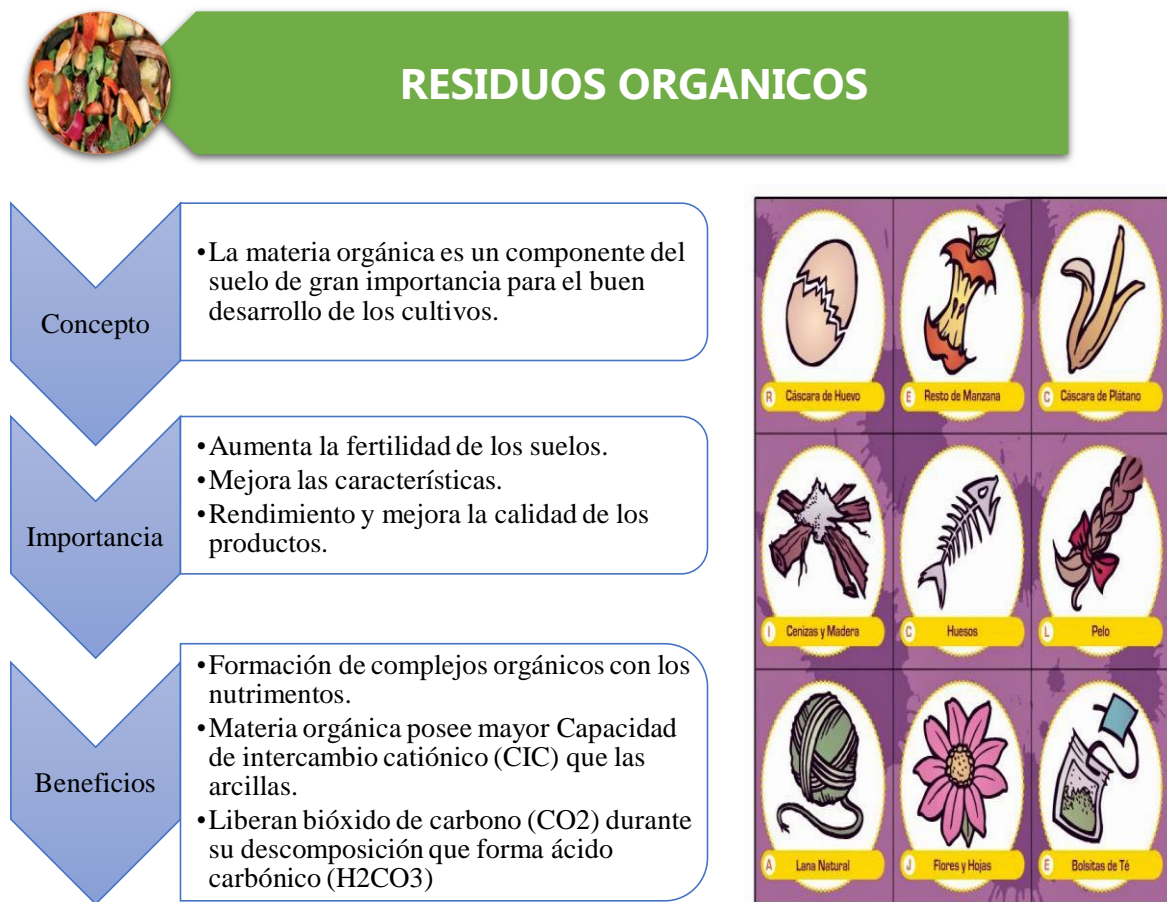 RESIDUOS ORGANICOS
Concepto
•La materia orgánica es un componente del
suelo de gran importancia para el buen
desarrollo de los cultivos.
Importancia
•Aumenta la fertilidad de los suelos.
•Mejora las características.
•Rendimiento y mejora la calidad de los
productos.
Beneficios
•Formación de complejos orgánicos con los
nutrimentos.
•Materia orgánica posee mayor Capacidad
de intercambio catiónico (CIC) que las
arcillas.
•Liberan bióxido de carbono (CO2) durante
su descomposición que forma ácido
carbónico (H2CO3)
R Cáscara de Huevo
E Resto de Manzana
C Cáscara de Plátano
I Cenizas y Madera
C Huesos
L Pelo
A Lana Natural
J Flores y Hojas
E Bolsitas de Té